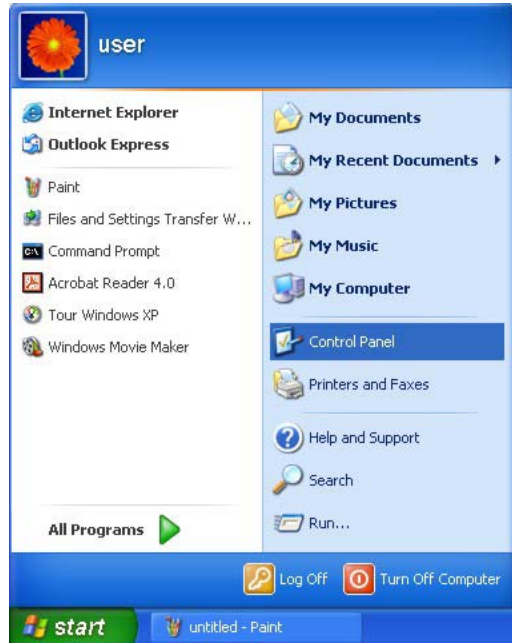 user
Internet Explorer
Outlook Express
Paint
Files and Settings Transfer W...
Command Prompt
Acrobat Reader 4.0
Tour Windows XP
Windows Movie Maker
All Programs
My Documents
My Recent Documents
My Pictures
My Music
My Computer
Control Panel
Printers and Faxes
Help and Support
Search
Run...
Log Off
Turn Off Computer
start
untitled - Paint